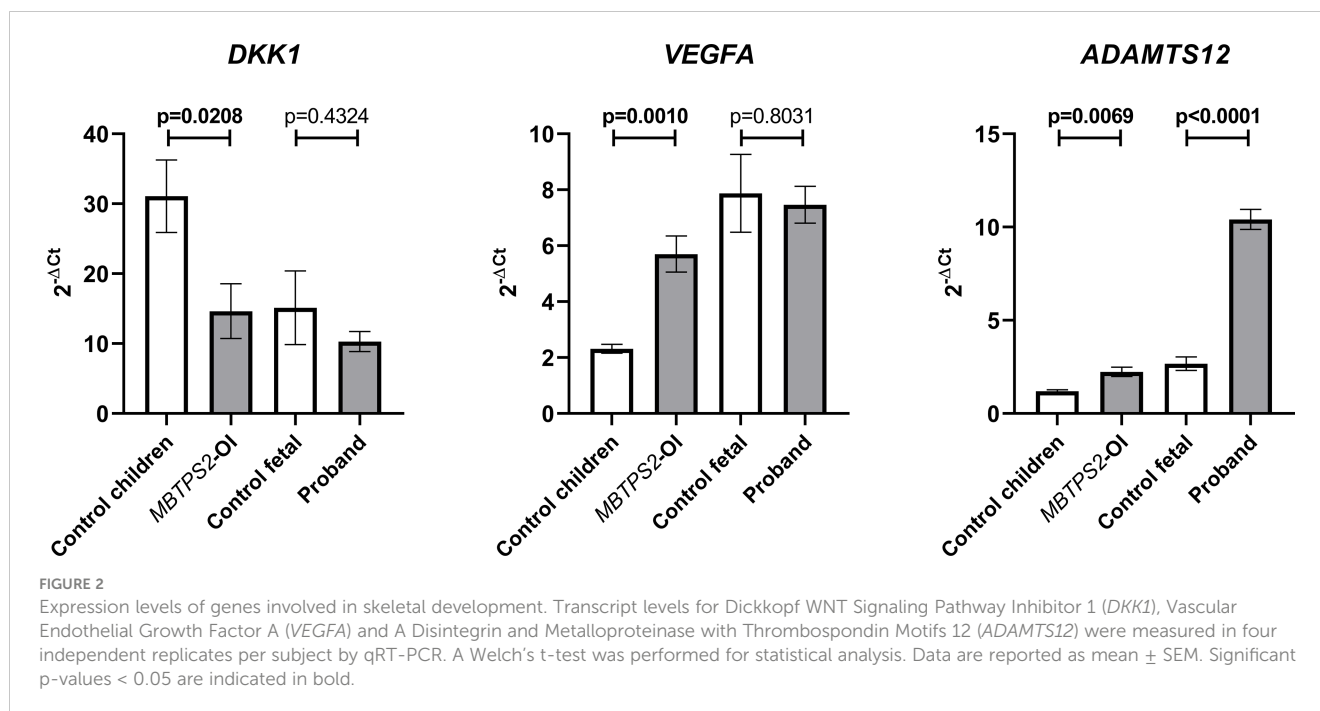 DKK1
p=0.0208 p=0.4324
40
30
20
10
0
2-ΔCt
Control children
MBTPS2-OI
Control fetal
Proband
VEGFA
p=0.0010 p=0.8031
10
8
6
4
2
0
2-ΔCt
Control children
MBTPS2-OI
Control fetal
Proband
ADAMTS12
p=0.0069 p<0.0001
15
10
5
0
2-ΔCt
Control children
MBTPS2-OI
Control fetal
Proband
FIGURE 2
Expression levels of genes involved in skeletal development. Transcript levels for Dickkopf WNT Signaling Pathway Inhibitor 1 (DKK1), Vascular
Endothelial Growth Factor A (VEGFA) and A Disintegrin and Metalloproteinase with Thrombospondin Motifs 12 (ADAMTS12) were measured in four
independent replicates per subject by qRT-PCR. A Welch's t-test was performed for statistical analysis. Data are reported as mean ± SEM. Significant
p-values < 0.05 are indicated in bold.